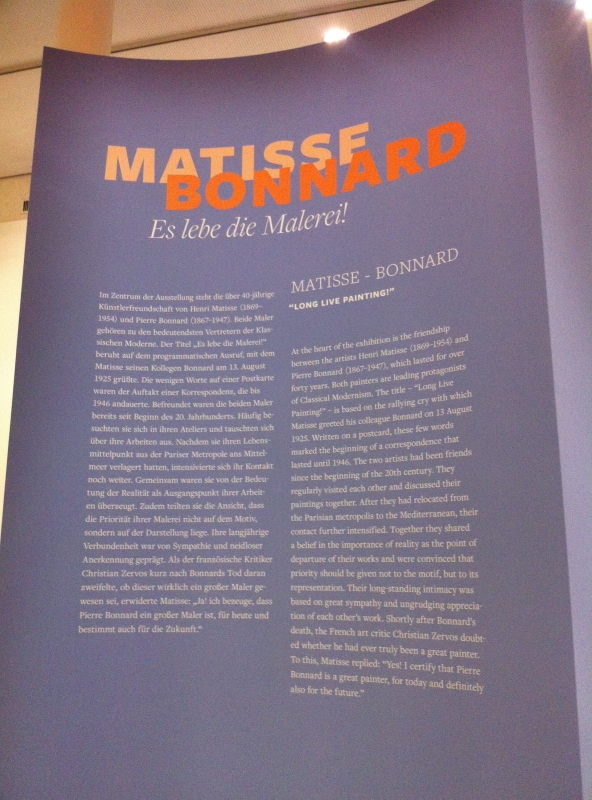 MATISSE
BONNARD
Es lebe die Malerei!
Im Zentrum der Ausstellung steht die über 40-jährige
Künstlerfreundschaft von Henri Matisse (1869–
1954) und Pierre Bonnard (1867–1947). Beide Maler
gehören zu den bedeutendsten Vertretern der Klas-
sischen Moderne. Der Titel „Es lebe die Malerei!“
beruht auf dem programmatischen Ausruf, mit dem
Matisse seinen Kollegen Bonnard am 13. August
1925 grüßte. Die wenigen Worte auf einer Postkarte
waren der Auftakt einer Korrespondenz, die bis
1946 andauerte. Befreundet waren die beiden Maler
bereits seit Beginn des 20. Jahrhunderts. Häufig be-
suchten sie sich in ihren Ateliers und tauschten sich
über ihre Arbeiten aus. Nachdem sie ihren Lebens-
mittelpunkt aus der Pariser Metropole ans Mittel-
meer verlagert hatten, intensivierte sich ihr Kontakt
noch weiter. Gemeinsam waren sie von der Bedeu-
tung der Realität als Ausgangspunkt ihrer Arbeit-
en überzeugt. Zudem teilten sie die Ansicht, dass
die Priorität ihrer Malerei nicht auf dem Motiv,
sondern auf der Darstellung liege. Ihre langjährige
Verbundenheit war von Sympathie und neidloser
Anerkennung geprägt. Als der französische Kritiker
Christian Zervos kurz nach Bonnards Tod daran
zweifelte, ob dieser wirklich ein großer Maler ge-
wesen sei, erwiderte Matisse: „Ja! ich bezeuge, dass
Pierre Bonnard ein großer Maler ist, für heute und
bestimmt auch für die Zukunft.“
MATISSE - BONNARD
“LONG LIVE PAINTING!”
At the heart of the exhibition is the friendship
between the artists Henri Matisse (1869–1954) and
Pierre Bonnard (1867–1947), which lasted for over
forty years. Both painters are leading protagonists
of Classical Modernism. The title – “Long Live
Painting!” – is based on the rallying cry with which
Matisse greeted his colleague Bonnard on 13 August
1925. Written on a postcard, these few words
marked the beginning of a correspondence that
lasted until 1946. The two artists had been friends
since the beginning of the 20th century. They
regularly visited each other and discussed their
paintings together. After they had relocated from
the Parisian metropolis to the Mediterranean, their
contact further intensified. Together they shared
a belief in the importance of reality as the point of
departure of their works and were convinced that
priority should be given not to the motif, but to its
representation. Their long-standing intimacy was
based on great sympathy and ungrudging apprecia-
tion of each other’s work. Shortly after Bonnard’s
death, the French art critic Christian Zervos doubt-
ed whether he had ever truly been a great painter.
To this, Matisse replied: “Yes! I certify that Pierre
Bonnard is a great painter, for today and definitely
also for the future.”